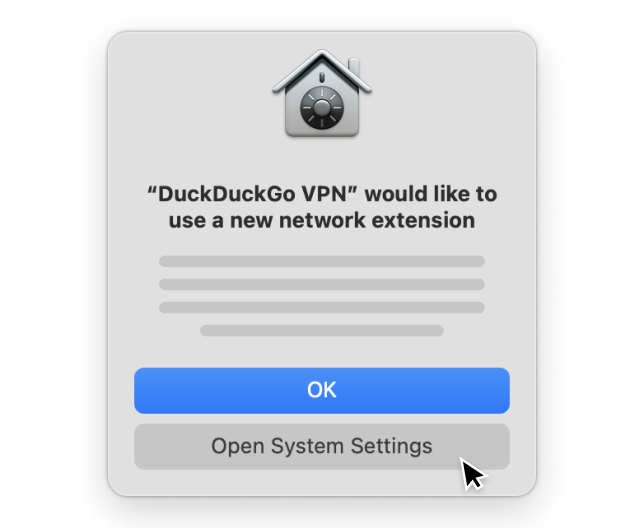 “DuckDuckGo VPN” would like to
use a new network extension
OK
Open System Settings